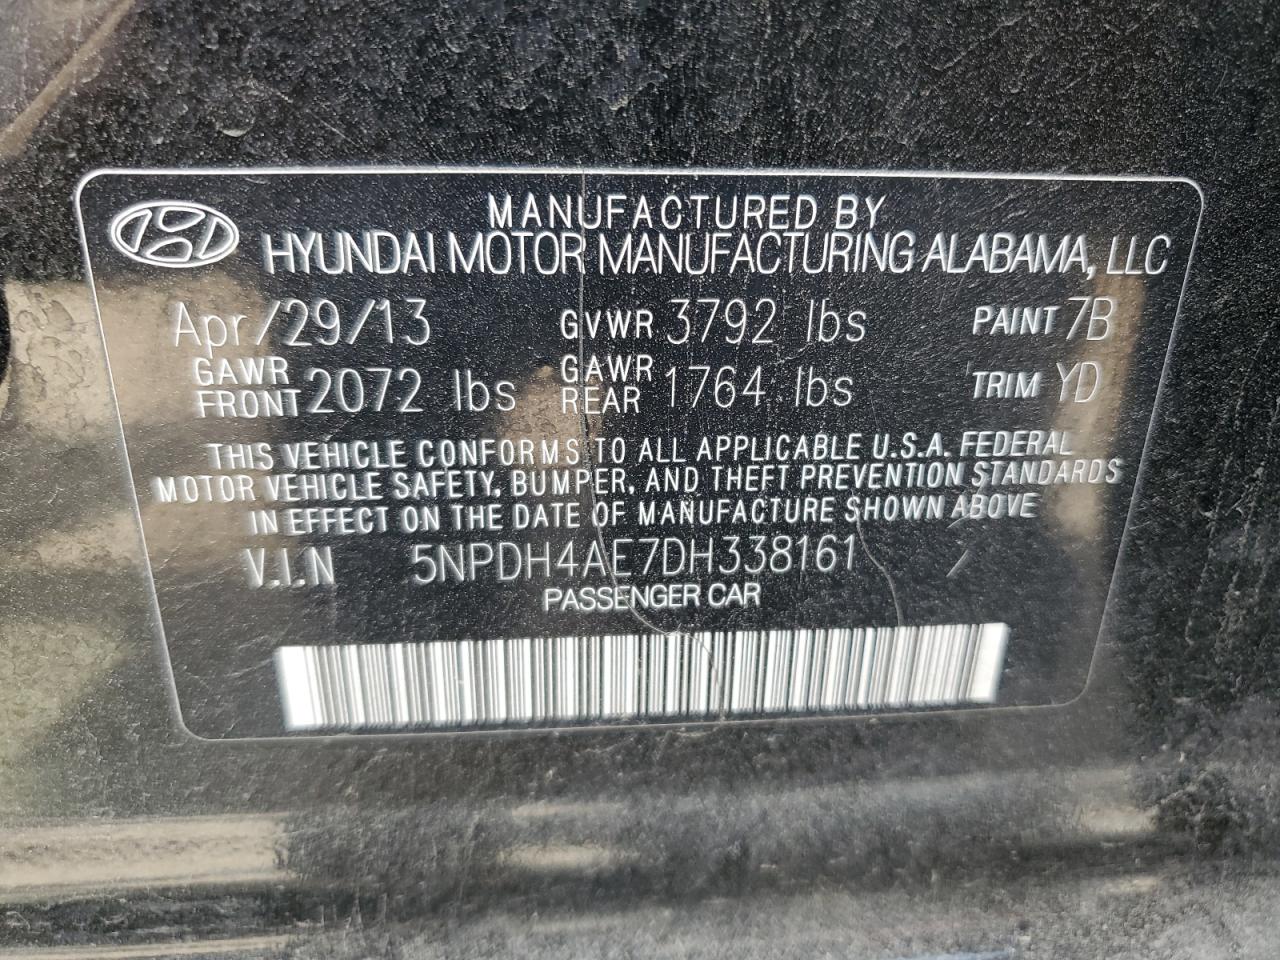 MANUFACTURED BY
HYUNDAI MOTOR MANUFACTURING ALABAMA, LLC
Apr/29/13 GVWR 3792 lbs PAINT 7B
GAWR FRONT 2072 lbs GAWR REAR 1764 lbs TRIM YD
THIS VEHICLE CONFORMS TO ALL APPLICABLE U.S.A. FEDERAL
MOTOR VEHICLE SAFETY, BUMPER, AND THEFT PREVENTION STANDARDS
IN EFFECT ON THE DATE OF MANUFACTURE SHOWN ABOVE
V.I.N 5NPDH4AE7DH338161
PASSENGER CAR